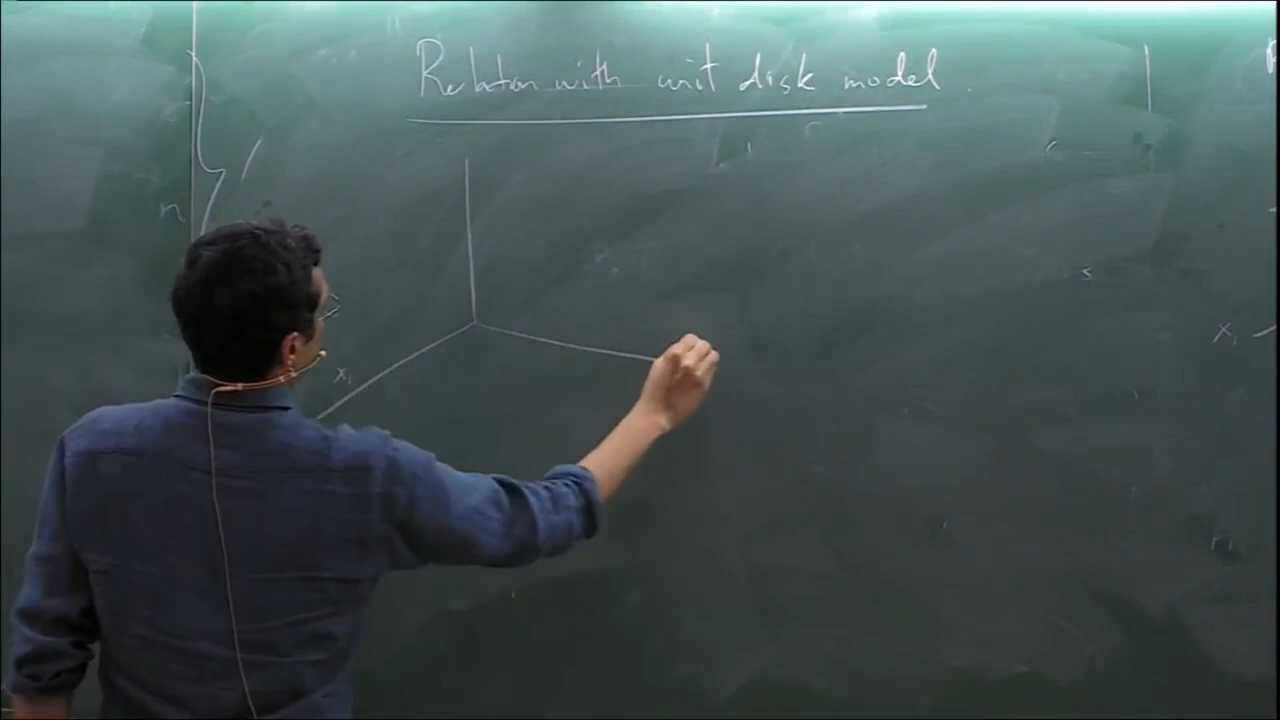 Relation with unit disk model.
n
x₁
x₁